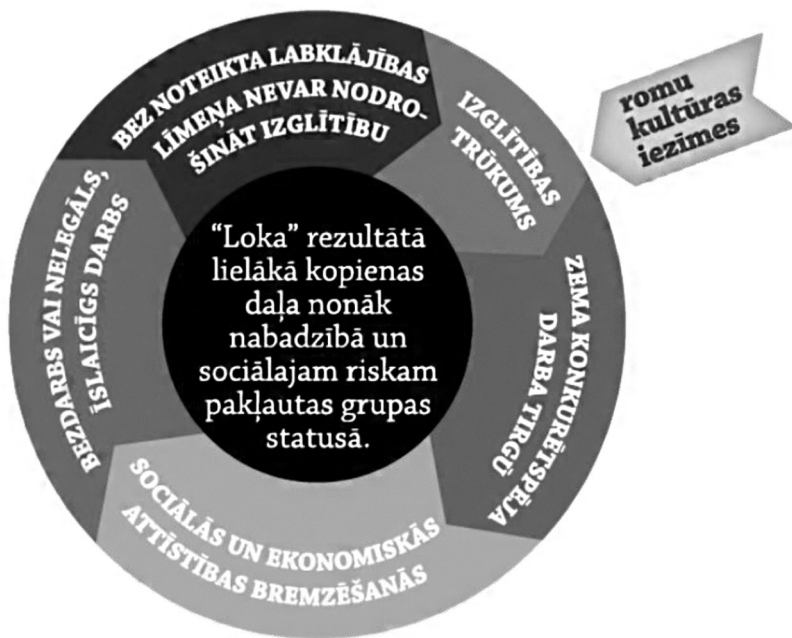 BEZ NOTEIKTA LABKLĀJĪBAS
LĪMEŅA NEVAR NODRO-
ŠINĀT IZGLĪTĪBU
IZGLĪTĪBAS
TRŪKUMS
romu
kultūras
iezīmes
ZEMA KONKURĒTSPĒJA
DARBA TIRGŪ
SOCIĀLĀS UN EKONOMISKĀS
ATTĪSTĪBAS BREMZĒŠANĀS
BEZDARBS VAI NELEGĀLS,
ĪSLAICĪGS DARBS
“Loka” rezultātā
lielākā kopienas
daļa nonāk
nabadzībā un
sociālajam riskam
pakļautas grupas
statusā.